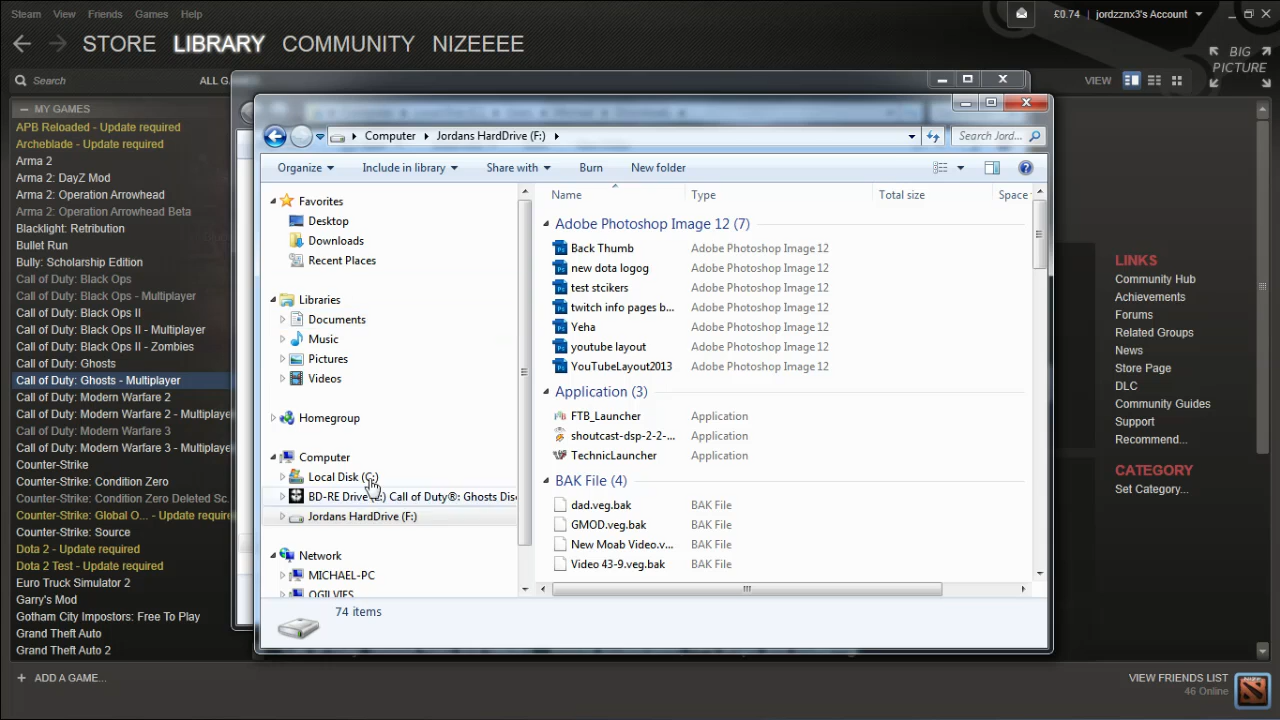 Steam View Friends Games Help
£0.74 jordzznx3's Account
STORE LIBRARY COMMUNITY NIZEEEE
BIG PICTURE
Search
ALL GA
VIEW
MY GAMES
APB Reloaded - Update required
Archeblade - Update required
Arma 2
Arma 2: DayZ Mod
Arma 2: Operation Arrowhead
Arma 2: Operation Arrowhead Beta
Blacklight: Retribution
Bullet Run
Bully: Scholarship Edition
Call of Duty: Black Ops
Call of Duty: Black Ops - Multiplayer
Call of Duty: Black Ops II
Call of Duty: Black Ops II - Multiplayer
Call of Duty: Black Ops II - Zombies
Call of Duty: Ghosts
Call of Duty: Ghosts - Multiplayer
Call of Duty: Modern Warfare 2
Call of Duty: Modern Warfare 2 - Multiplaye
Call of Duty: Modern Warfare 3
Call of Duty: Modern Warfare 3 - Multiplaye
Counter-Strike
Counter-Strike: Condition Zero
Counter-Strike: Condition Zero Deleted Sc.
Counter-Strike: Global O... - Update require
Counter-Strike: Source
Dota 2 - Update required
Dota 2 Test - Update required
Euro Truck Simulator 2
Garry's Mod
Gotham City Impostors: Free To Play
Grand Theft Auto
Grand Theft Auto 2
ADD A GAME...
Computer Jordans HardDrive (F:)
Search Jord...
Organize Include in library Share with Burn New folder
Favorites
Desktop
Downloads
Recent Places
Libraries
Documents
Music
Pictures
Videos
Homegroup
Computer
Local Disk (C:)
BD-RE Drive Call of Duty®: Ghosts Dis
Jordans HardDrive (F:)
Network
MICHAEL-PC
OGILVIES
Name Type Total size Space
Adobe Photoshop Image 12 (7)
Back Thumb Adobe Photoshop Image 12
new dota logog Adobe Photoshop Image 12
test stcikers Adobe Photoshop Image 12
twitch info pages b... Adobe Photoshop Image 12
Yeha Adobe Photoshop Image 12
youtube layout Adobe Photoshop Image 12
YouTubeLayout2013 Adobe Photoshop Image 12
Application (3)
FTB_Launcher Application
shoutcast-dsp-2-2-... Application
TechnicLauncher Application
BAK File (4)
dad.veg.bak BAK File
GMOD.veg.bak BAK File
New Moab Video.v... BAK File
Video 43-9.veg.bak BAK File
74 items
LINKS
Community Hub
Achievements
Forums
Related Groups
News
Store Page
DLC
Community Guides
Support
Recommend...
CATEGORY
Set Category...
VIEW FRIENDS LIST
46 Online